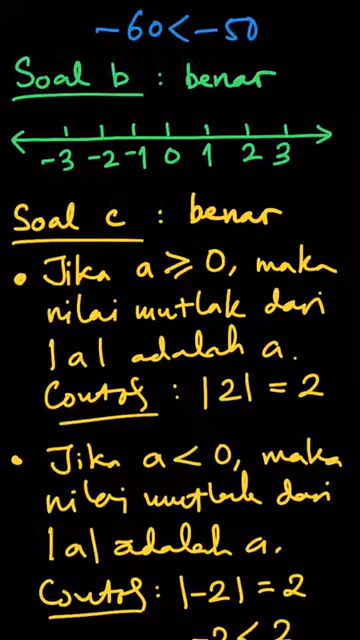 -60 < -50
Soal b : benar
-3 -2 -1 0 1 2 3
Soal c : benar
• Jika a ⩾ 0, maka
nilai mutlak dari
|a| adalah a.
Contoh : |2| = 2
• Jika a < 0, maka
nilai mutlak dari
|a| adalah a.
Contoh : |-2| = 2
-2 < 2